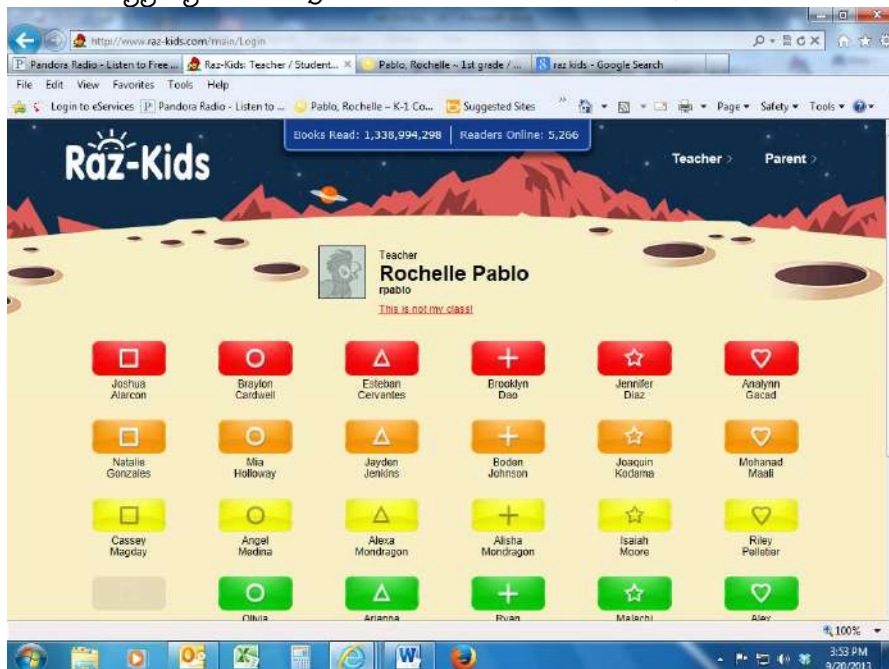 http://www.raz-kids.com/main/Login
Pandora Radio - Listen to Free ...
Raz-Kids: Teacher / Student...
Pablo, Rochelle ~ 1st grade / ...
raz kids - Google Search
File Edit View Favorites Tools Help
Login to eServices
Pandora Radio - Listen to ...
Pablo, Rochelle – K-1 Co...
Suggested Sites
Page Safety Tools
Books Read: 1,338,994,298 Readers Online: 5,266
Raz-Kids
Teacher > Parent >
Teacher
Rochelle Pablo
rpablo
This is not my class!
Joshua Braylon Esteban Brooklyn Jennifer Analynn
Alarcon Cardwell Cervantes Dao Diaz Gacad
Natalie Mia Jayden Boden Joaquin Mohanad
Gonzales Holloway Jenkins Johnson Kodama Maali
Cassey Angel Alexa Alisha Isaiah Riley
Magday Medina Mondragon Mondragon Moore Pelletier
Olivia Arianna Ryan Malachi Alex
100%
3:53 PM
9/20/2013